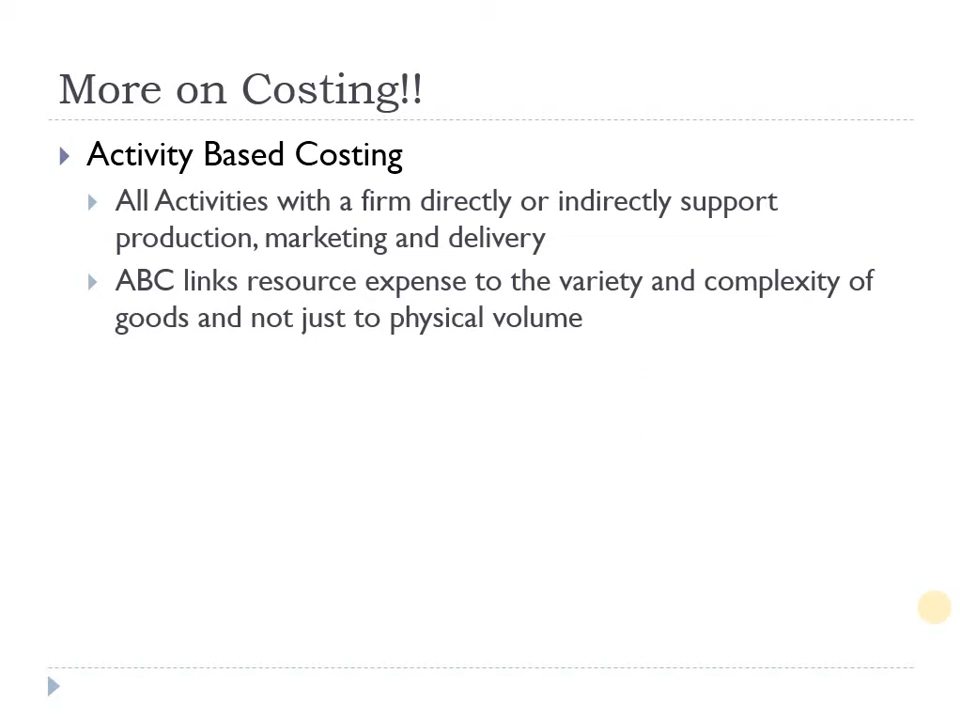 More on Costing!!
Activity Based Costing
All Activities with a firm directly or indirectly support
production, marketing and delivery
ABC links resource expense to the variety and complexity of
goods and not just to physical volume